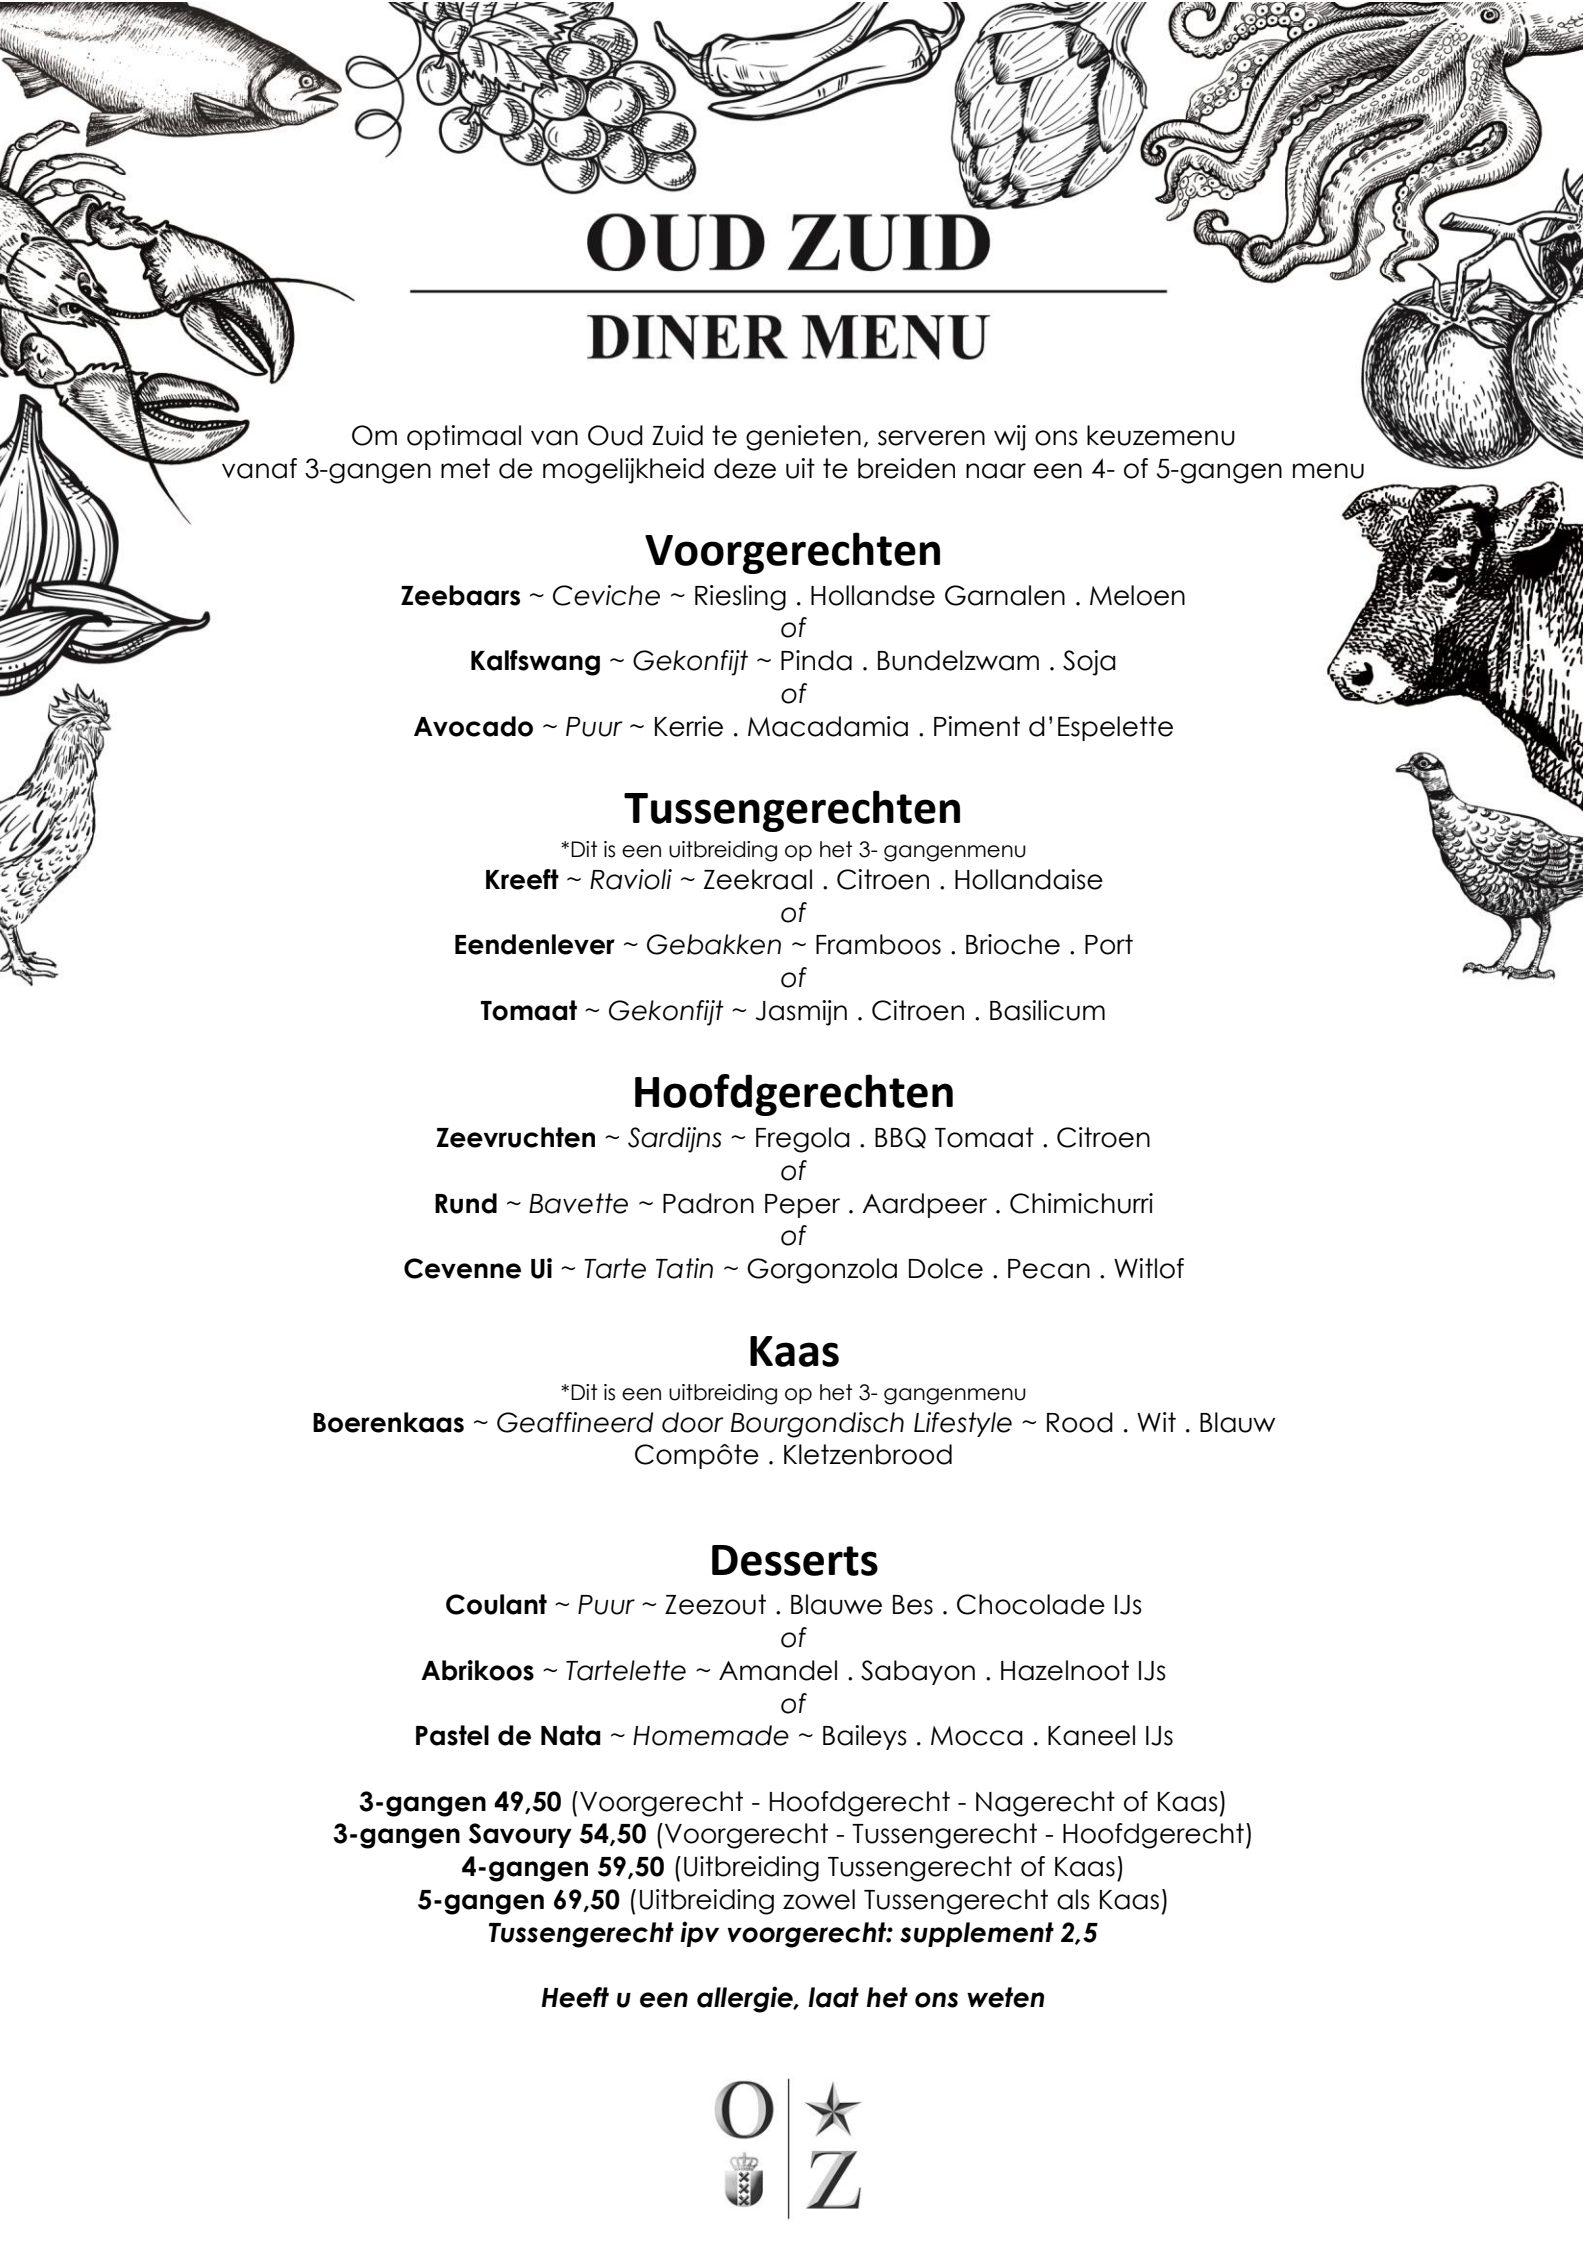 OUD ZUID
DINER MENU
Om optimaal van Oud Zuid te genieten, serveren wij ons keuzemenu
vanaf 3-gangen met de mogelijkheid deze uit te breiden naar een 4- of 5-gangen menu
Voorgerechten
Zeebaars ~ Ceviche ~ Riesling . Hollandse Garnalen . Meloen
of
Kalfswang ~ Gekonfijt ~ Pinda . Bundelzwam . Soja
of
Avocado ~ Puur ~ Kerrie . Macadamia . Piment d’Espelette
Tussengerechten
*Dit is een uitbreiding op het 3- gangenmenu
Kreeft ~ Ravioli ~ Zeekraal . Citroen . Hollandaise
of
Eendenlever ~ Gebakken ~ Framboos . Brioche . Port
of
Tomaat ~ Gekonfijt ~ Jasmijn . Citroen . Basilicum
Hoofdgerechten
Zeevruchten ~ Sardijns ~ Fregola . BBQ Tomaat . Citroen
of
Rund ~ Bavette ~ Padron Peper . Aardpeer . Chimichurri
of
Cevenne Ui ~ Tarte Tatin ~ Gorgonzola Dolce . Pecan . Witlof
Kaas
*Dit is een uitbreiding op het 3- gangenmenu
Boerenkaas ~ Geaffineerd door Bourgondisch Lifestyle ~ Rood . Wit . Blauw
Compôte . Kletzenbrood
Desserts
Coulant ~ Puur ~ Zeezout . Blauwe Bes . Chocolade IJs
of
Abrikoos ~ Tartelette ~ Amandel . Sabayon . Hazelnoot IJs
of
Pastel de Nata ~ Homemade ~ Baileys . Mocca . Kaneel IJs
3-gangen 49,50 (Voorgerecht - Hoofdgerecht - Nagerecht of Kaas)
3-gangen Savoury 54,50 (Voorgerecht - Tussengerecht - Hoofdgerecht)
4-gangen 59,50 (Uitbreiding Tussengerecht of Kaas)
5-gangen 69,50 (Uitbreiding zowel Tussengerecht als Kaas)
Tussengerecht ipv voorgerecht: supplement 2,5
Heeft u een allergie, laat het ons weten
O
Z